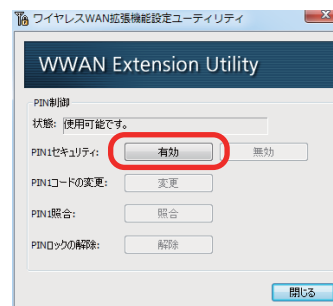 ワイヤレスWAN拡張機能設定ユーティリティ
WWAN Extension Utility
PIN制御
状態: 使用可能です。
PIN1セキュリティ: 有効 無効
PIN1コードの変更: 変更
PIN1照合: 照合
PINロックの解除: 解除
閉じる